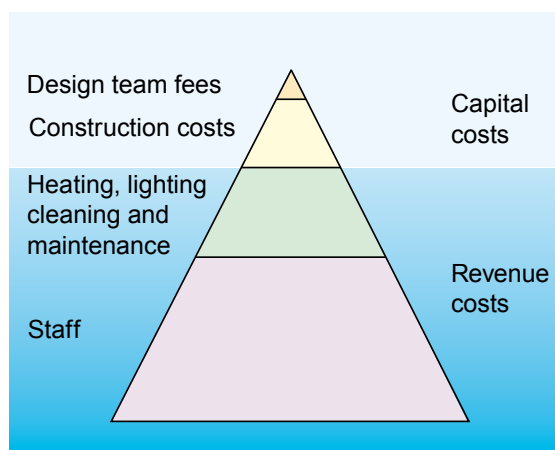 Design team fees
Construction costs
Capital
costs
Heating, lighting
cleaning and
maintenance
Revenue
costs
Staff